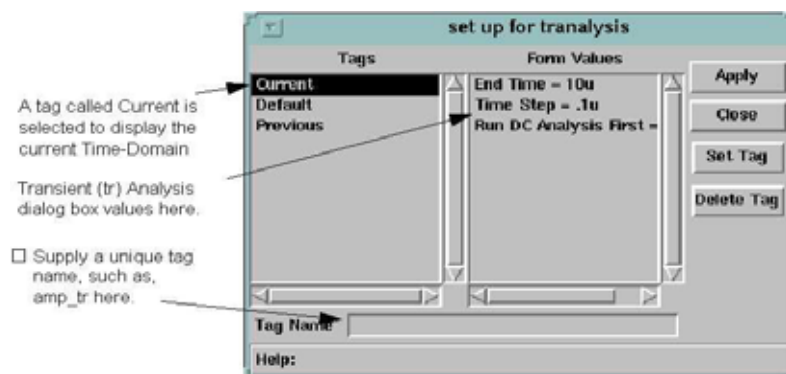 set up for tranalysis
Tags
Form Values
Current
Default
Previous
End Time = 10u
Time Step = .1u
Run DC Analysis First =
Apply
Close
Set Tag
Delete Tag
A tag called Current is
selected to display the
current Time-Domain
Transient (tr) Analysis
dialog box values here.
Supply a unique tag
name, such as,
amp_tr here.
Tag Name
Help: